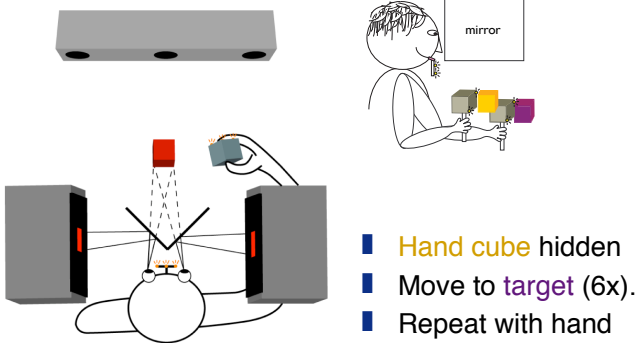 mirror
Hand cube hidden
Move to target (6x).
Repeat with hand